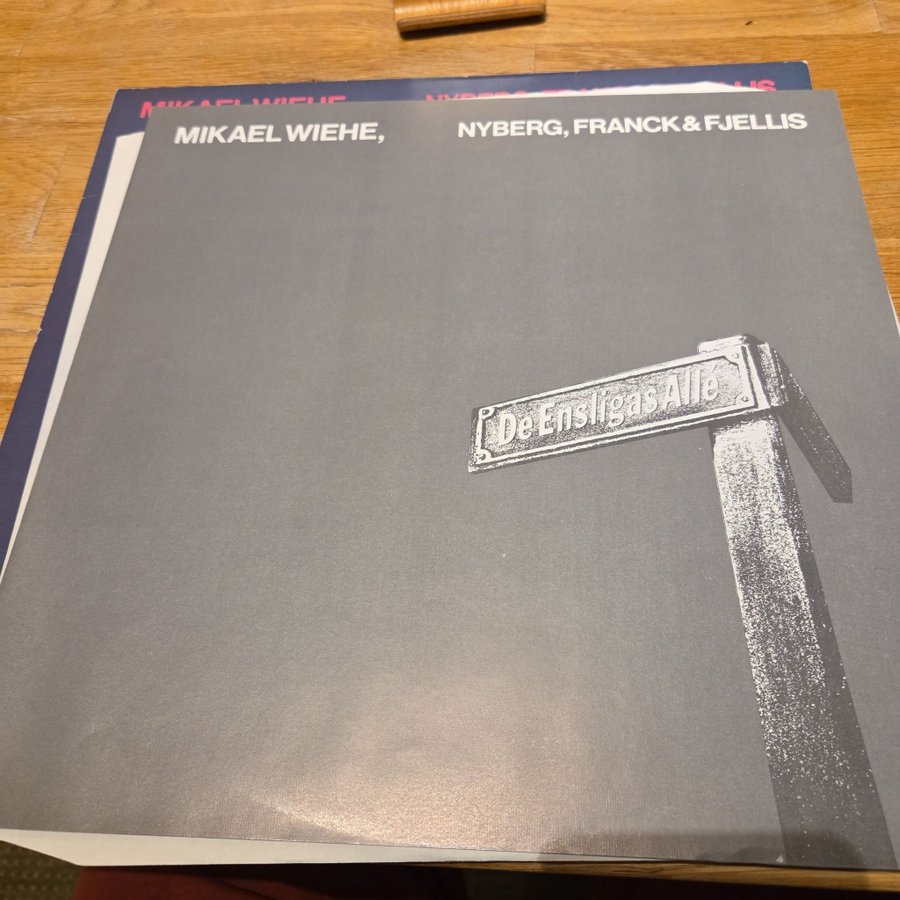 MIKAEL WIEHE, NYBERG, FRANCK & FJELLIS
De Ensligas Allé